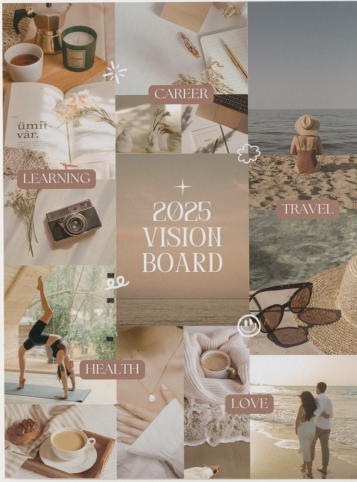 CAREER
ümit
var.
LEARNING
2025
VISION
BOARD
TRAVEL
HEALTH
LOVE